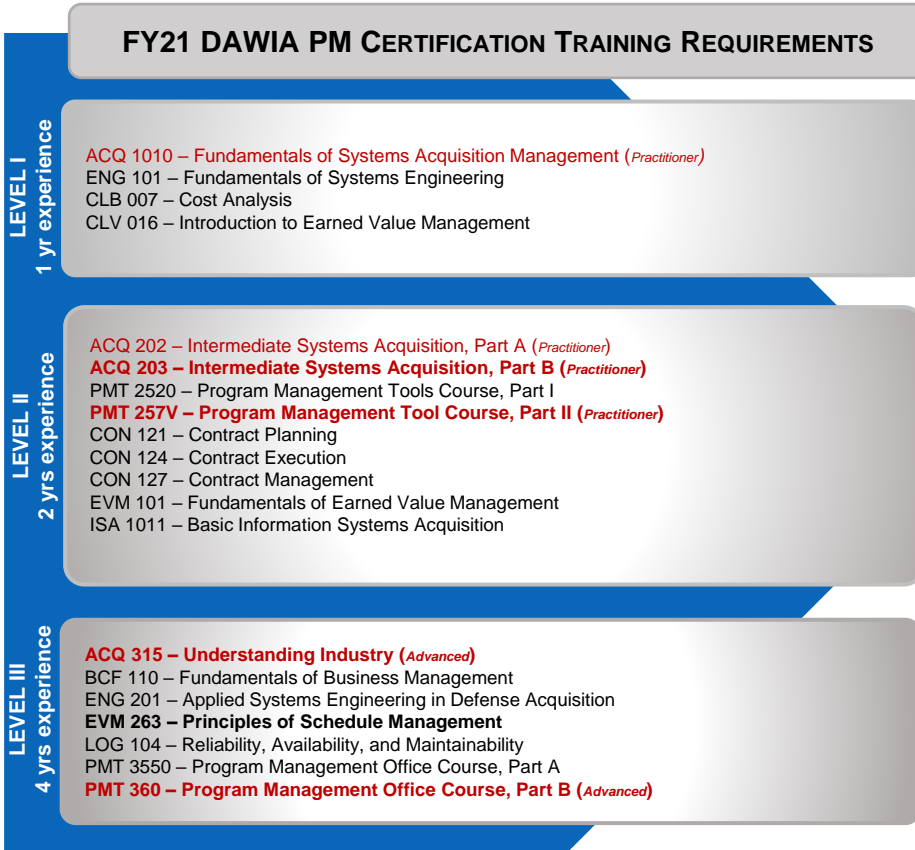 FY21 DAWIA PM CERTIFICATION TRAINING REQUIREMENTS
LEVEL I
1 yr experience
ACQ 1010 – Fundamentals of Systems Acquisition Management (Practitioner)
ENG 101 – Fundamentals of Systems Engineering
CLB 007 – Cost Analysis
CLV 016 – Introduction to Earned Value Management
LEVEL II
2 yrs experience
ACQ 202 – Intermediate Systems Acquisition, Part A (Practitioner)
ACQ 203 – Intermediate Systems Acquisition, Part B (Practitioner)
PMT 2520 – Program Management Tools Course, Part I
PMT 257V – Program Management Tool Course, Part II (Practitioner)
CON 121 – Contract Planning
CON 124 – Contract Execution
CON 127 – Contract Management
EVM 101 – Fundamentals of Earned Value Management
ISA 1011 – Basic Information Systems Acquisition
LEVEL III
4 yrs experience
ACQ 315 – Understanding Industry (Advanced)
BCF 110 – Fundamentals of Business Management
ENG 201 – Applied Systems Engineering in Defense Acquisition
EVM 263 – Principles of Schedule Management
LOG 104 – Reliability, Availability, and Maintainability
PMT 3550 – Program Management Office Course, Part A
PMT 360 – Program Management Office Course, Part B (Advanced)